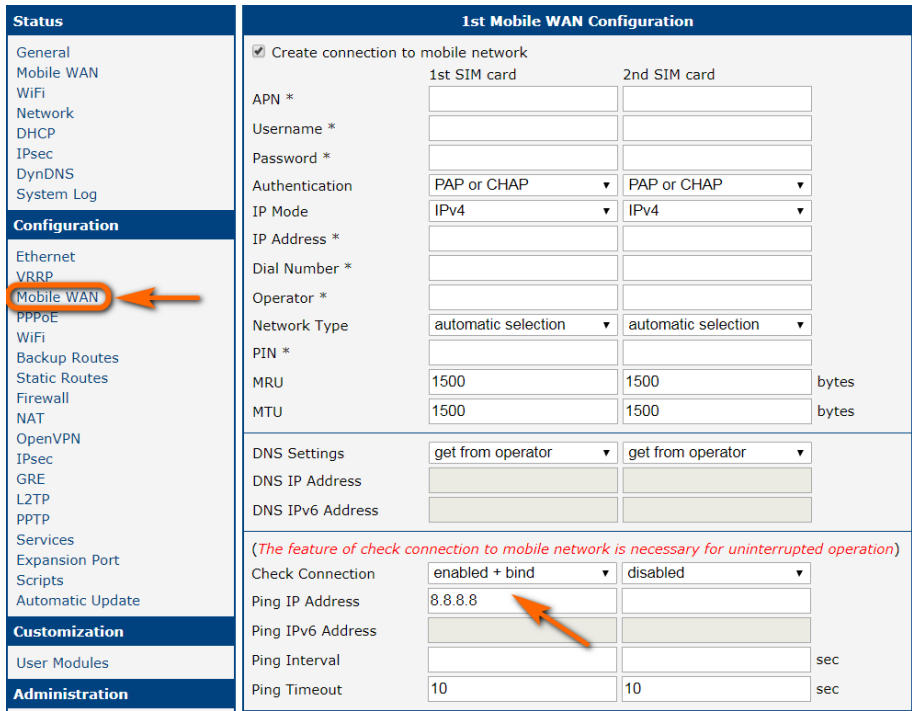 Status
General
Mobile WAN
WiFi
Network
DHCP
IPsec
DynDNS
System Log
Configuration
Ethernet
VRRP
Mobile WAN
PPPoE
WiFi
Backup Routes
Static Routes
Firewall
NAT
OpenVPN
IPsec
GRE
L2TP
PPTP
Services
Expansion Port
Scripts
Automatic Update
Customization
User Modules
Administration
1st Mobile WAN Configuration
Create connection to mobile network
1st SIM card 2nd SIM card
APN *
Username *
Password *
Authentication PAP or CHAP PAP or CHAP
IP Mode IPv4 IPv4
IP Address *
Dial Number *
Operator *
Network Type automatic selection automatic selection
PIN *
MRU 1500 1500 bytes
MTU 1500 1500 bytes
DNS Settings get from operator get from operator
DNS IP Address
DNS IPv6 Address
(The feature of check connection to mobile network is necessary for uninterrupted operation)
Check Connection enabled + bind disabled
Ping IP Address 8.8.8.8
Ping IPv6 Address
Ping Interval sec
Ping Timeout 10 10 sec